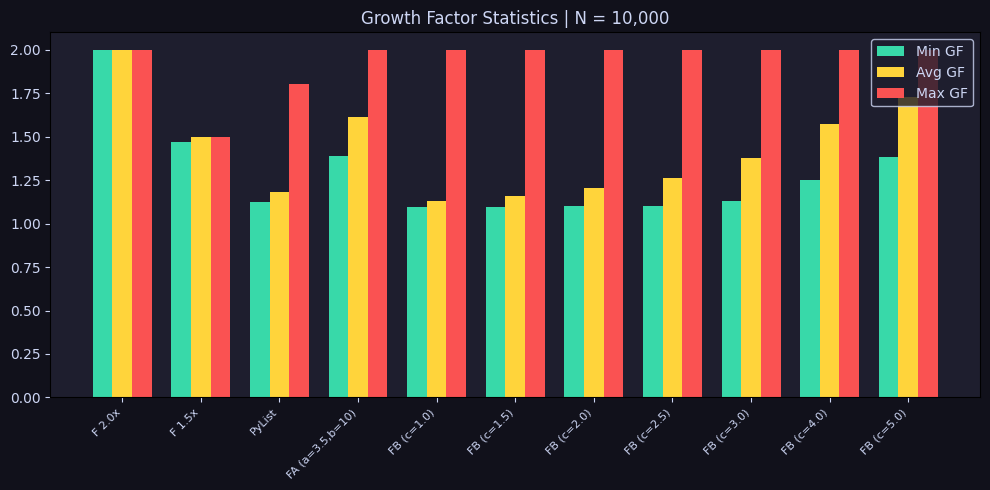 Growth Factor Statistics | N = 10,000
Min GF
Avg GF
Max GF
2.00
1.75
1.50
1.25
1.00
0.75
0.50
0.25
0.00
F 2.0x
F 1.5x
PyList
FA (a=3.5,b=10)
FB (c=1.0)
FB (c=1.5)
FB (c=2.0)
FB (c=2.5)
FB (c=3.0)
FB (c=4.0)
FB (c=5.0)